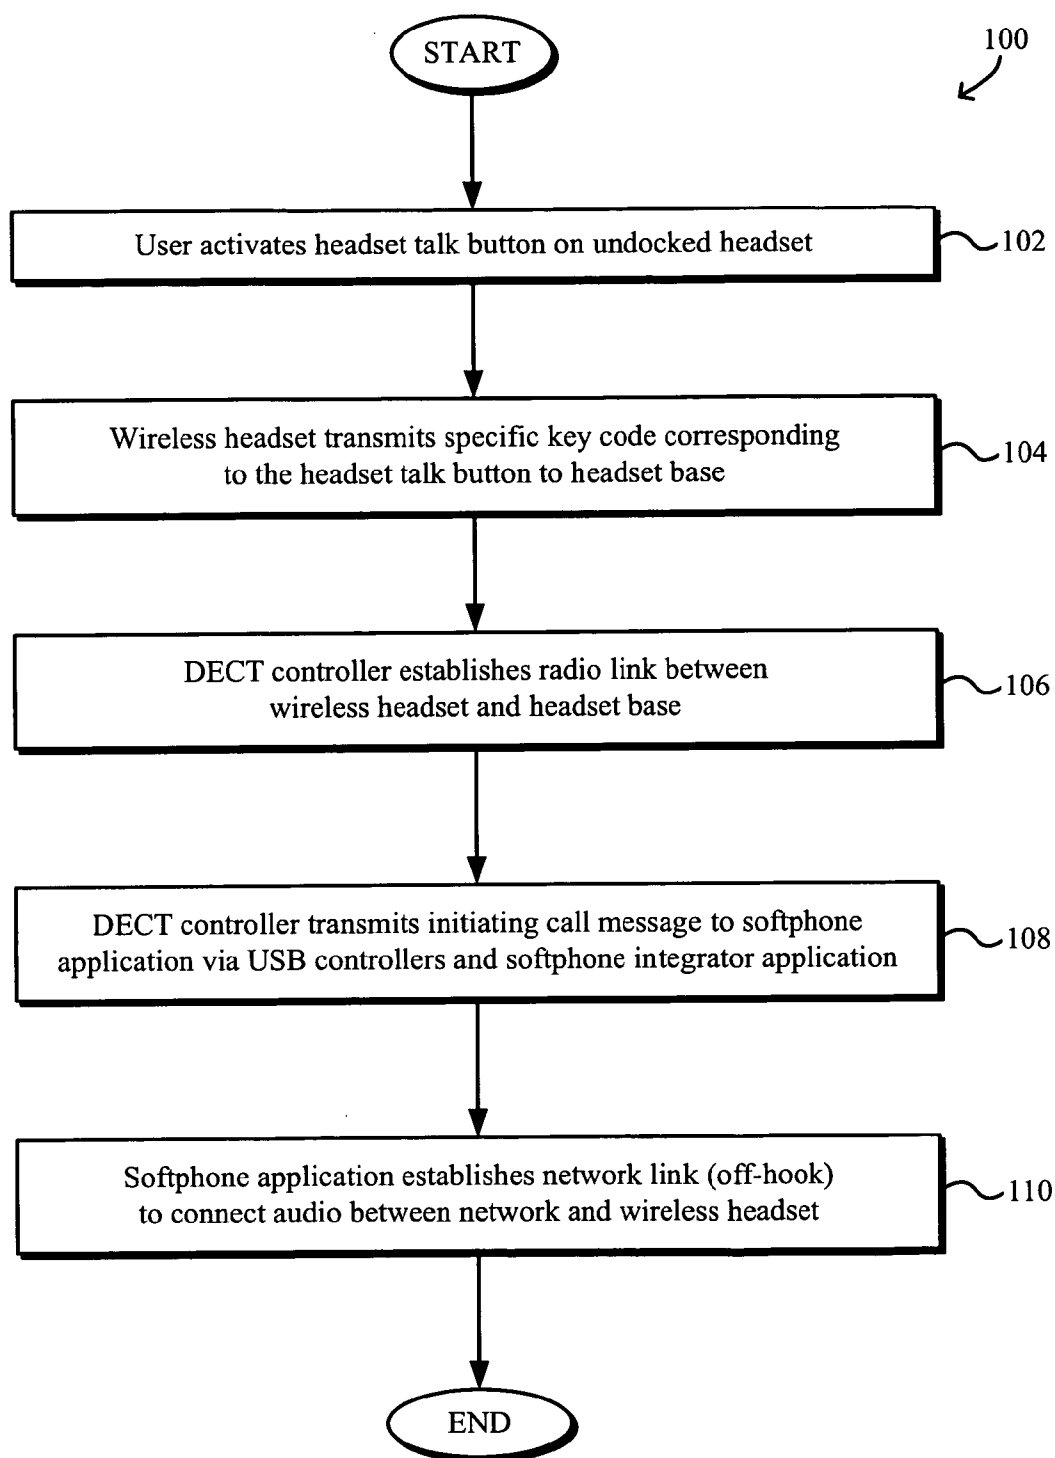 START
100
User activates headset talk button on undocked headset
102
Wireless headset transmits specific key code corresponding
to the headset talk button to headset base
104
DECT controller establishes radio link between
wireless headset and headset base
106
DECT controller transmits initiating call message to softphone
application via USB controllers and softphone integrator application
108
Softphone application establishes network link (off-hook)
to connect audio between network and wireless headset
110
END